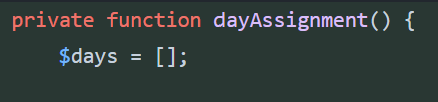 private function dayAssignment() {
    $days = [];